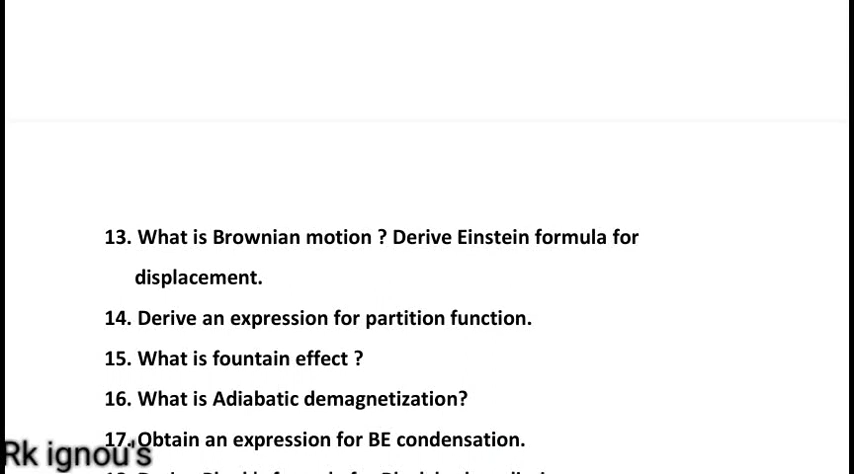 13. What is Brownian motion ? Derive Einstein formula for
displacement.
14. Derive an expression for partition function.
15. What is fountain effect ?
16. What is Adiabatic demagnetization?
17. Obtain an expression for BE condensation.
Rk ignou's